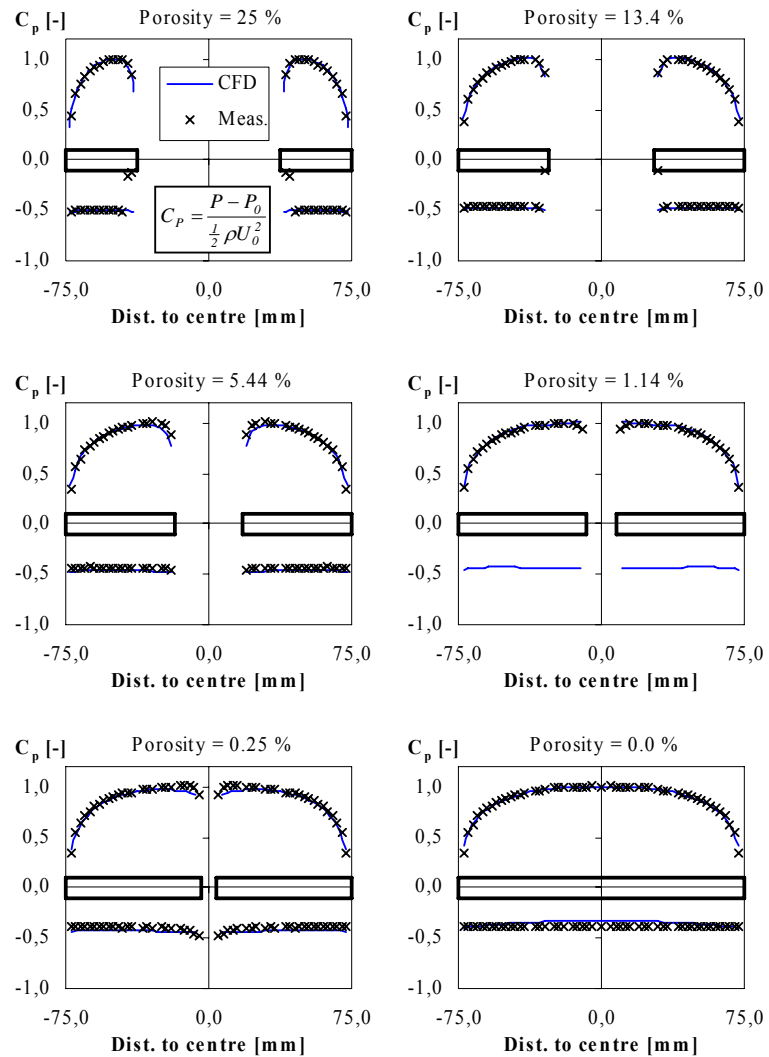 C_p [-] Porosity = 25 %
1,0
CFD
0,5
Meas.
0,0
-0,5
C_P = (P - P_0) / (1/2 ρU_0^2)
-1,0
-75,0 0,0 75,0
Dist. to centre [mm]
C_p [-] Porosity = 13.4 %
1,0
0,5
0,0
-0,5
-1,0
-75,0 0,0 75,0
Dist. to centre [mm]
C_p [-] Porosity = 5.44 %
1,0
0,5
0,0
-0,5
-1,0
-75,0 0,0 75,0
Dist. to centre [mm]
C_p [-] Porosity = 1.14 %
1,0
0,5
0,0
-0,5
-1,0
-75,0 0,0 75,0
Dist. to centre [mm]
C_p [-] Porosity = 0.25 %
1,0
0,5
0,0
-0,5
-1,0
-75,0 0,0 75,0
Dist. to centre [mm]
C_p [-] Porosity = 0.0 %
1,0
0,5
0,0
-0,5
-1,0
-75,0 0,0 75,0
Dist. to centre [mm]